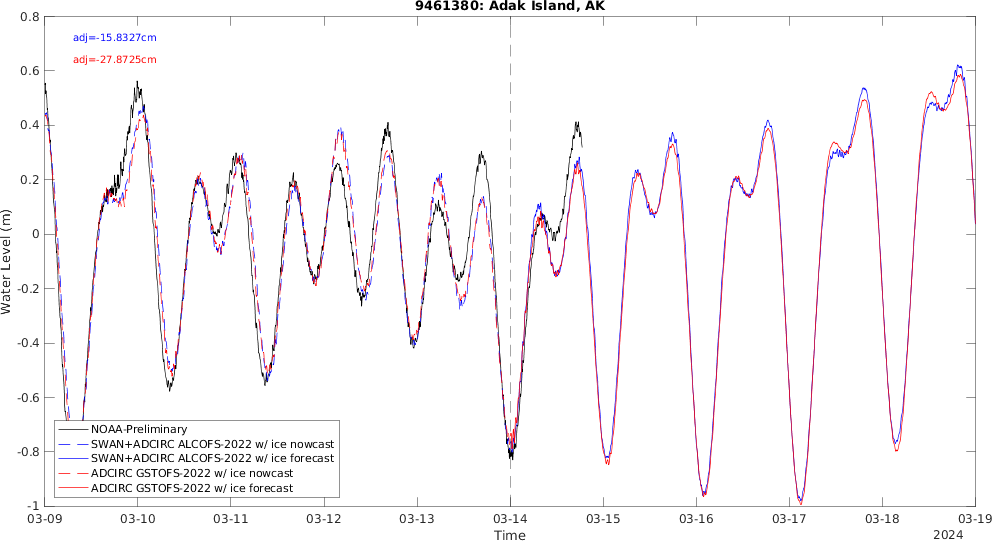 9461380: Adak Island, AK
adj=-15.8327cm
adj=-27.8725cm
0.8
0.6
0.4
0.2
0
-0.2
-0.4
-0.6
-0.8
-1
Water Level (m)
NOAA-Preliminary
SWAN+ADCIRC ALCOFS-2022 w/ ice nowcast
SWAN+ADCIRC ALCOFS-2022 w/ ice forecast
ADCIRC GSTOFS-2022 w/ ice nowcast
ADCIRC GSTOFS-2022 w/ ice forecast
03-09 03-10 03-11 03-12 03-13 03-14 03-15 03-16 03-17 03-18 03-19
Time
2024